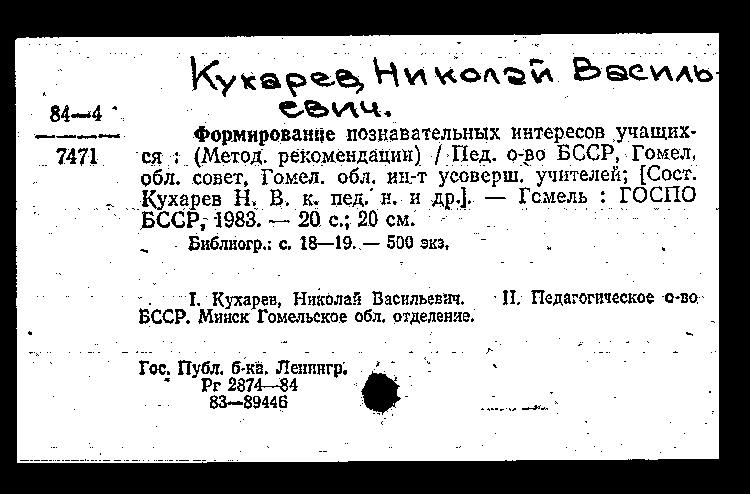 Кухарев, Николай Василь-
евич.
84—4
7471
Формирование познавательных интересов учащих-
ся : (Метод. рекомендации) / Пед. о-во БССР, Гомел.
обл. совет, Гомел. обл. ин-т усоверш. учителей; [Сост.
Кухарев Н. В. к. пед. н. и др.]. — Гомель : ГОСПО
БССР, 1983. — 20 с.; 20 см.
Библиогр.: с. 18—19. — 500 экз.
I. Кухарев, Николай Васильевич. II. Педагогическое о-во
БССР. Минск Гомельское обл. отделение.
Гос. Публ. б-ка. Ленингр.
Рг 2874—84
83—89446